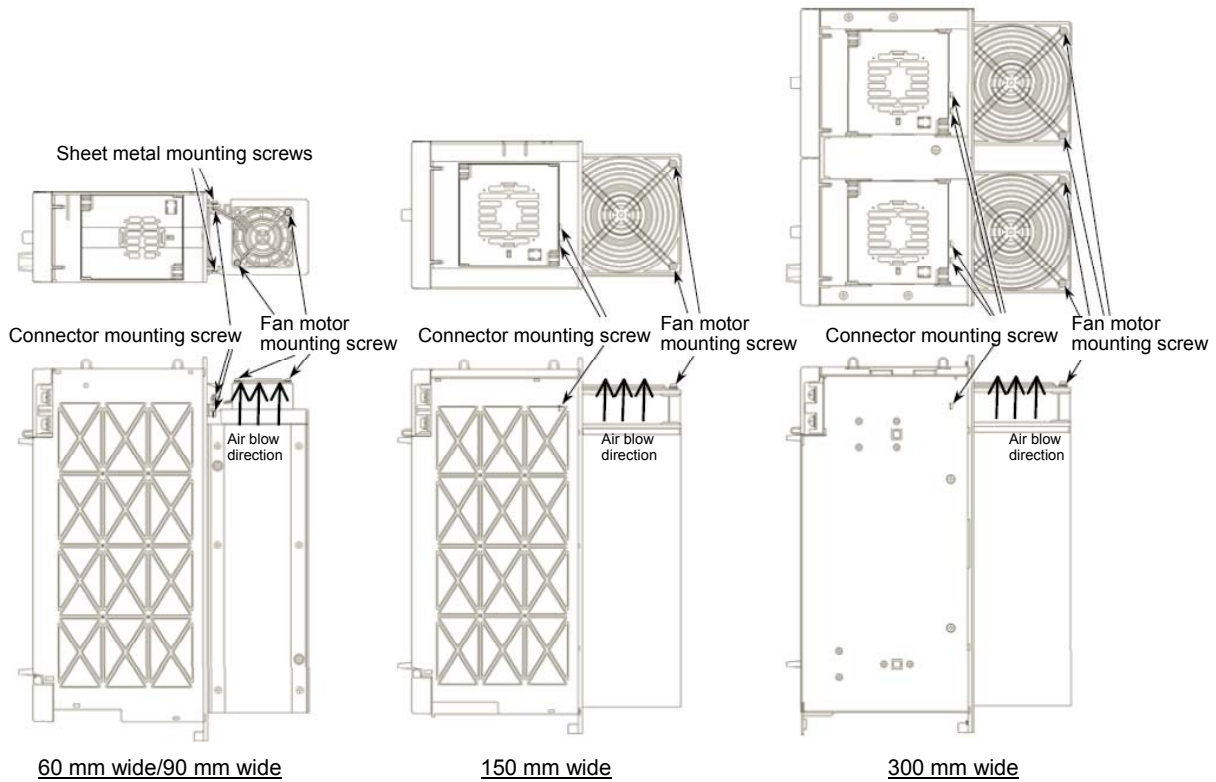 Sheet metal mounting screws
Connector mounting screw
Fan motor
mounting screw
Air blow
direction
60 mm wide/90 mm wide
Connector mounting screw
Fan motor
mounting screw
Air blow
direction
150 mm wide
Connector mounting screw
Fan motor
mounting screw
Air blow
direction
300 mm wide